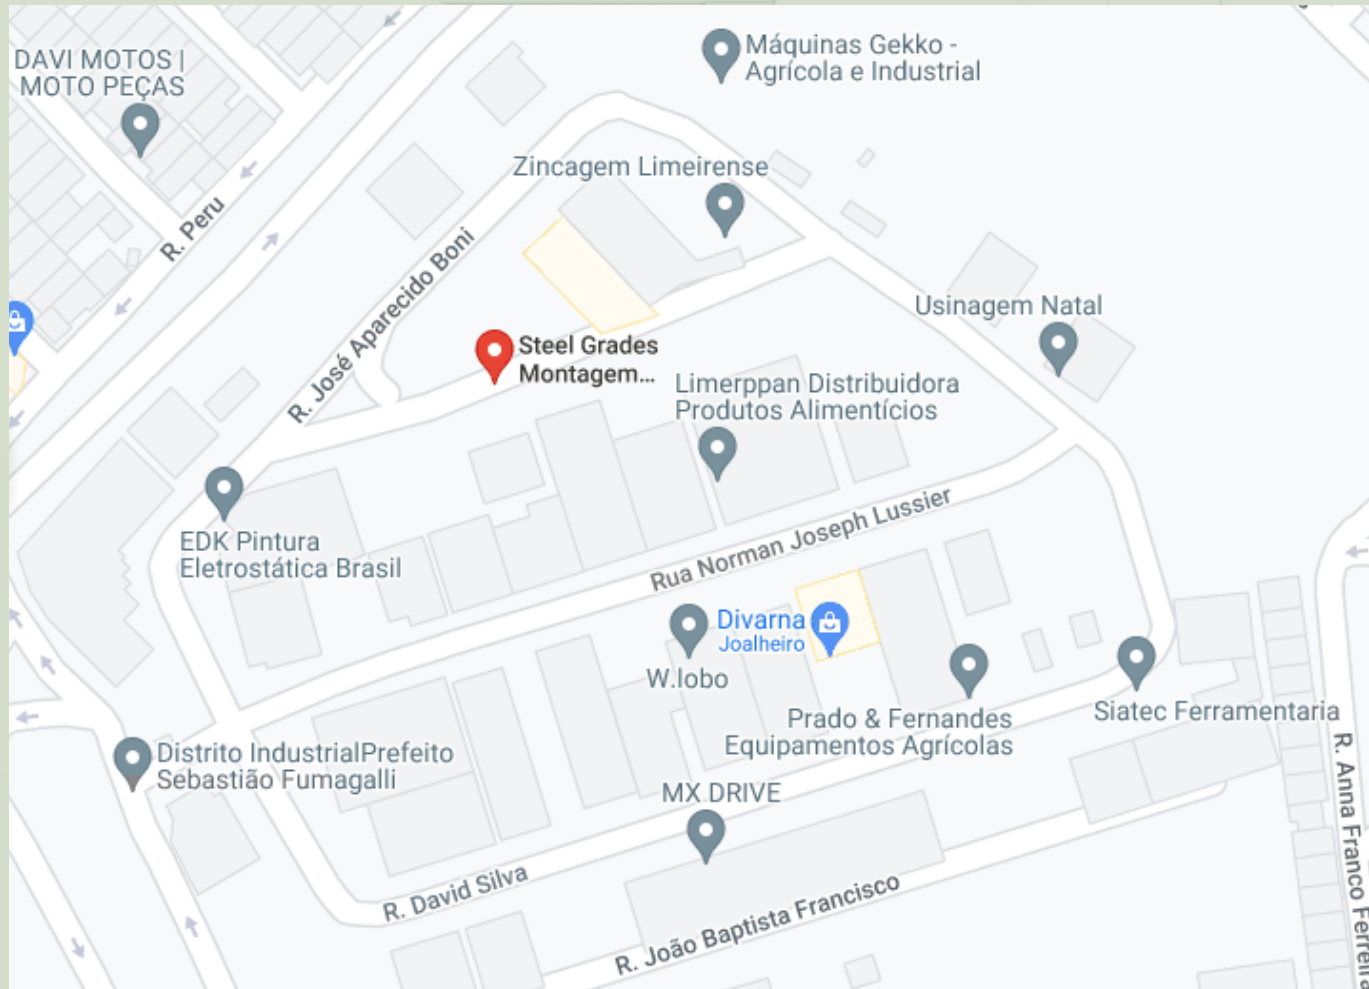 DAVI MOTOS |
MOTO PEÇAS
Máquinas Gekko -
Agrícola e Industrial
Zincagem Limeirense
R. Peru
R. José Aparecido Boni
Usinagem Natal
Steel Grades
Montagem...
Limerppan Distribuidora
Produtos Alimentícios
EDK Pintura
Eletrostática Brasil
Rua Norman Joseph Lussier
Divarna
Joalheiro
W.lobo
Prado & Fernandes
Equipamentos Agrícolas
Siatec Ferramentaria
Distrito IndustrialPrefeito
Sebastião Fumagalli
MX DRIVE
R. David Silva
R. João Baptista Francisco
R. Anna Franco Ferreira